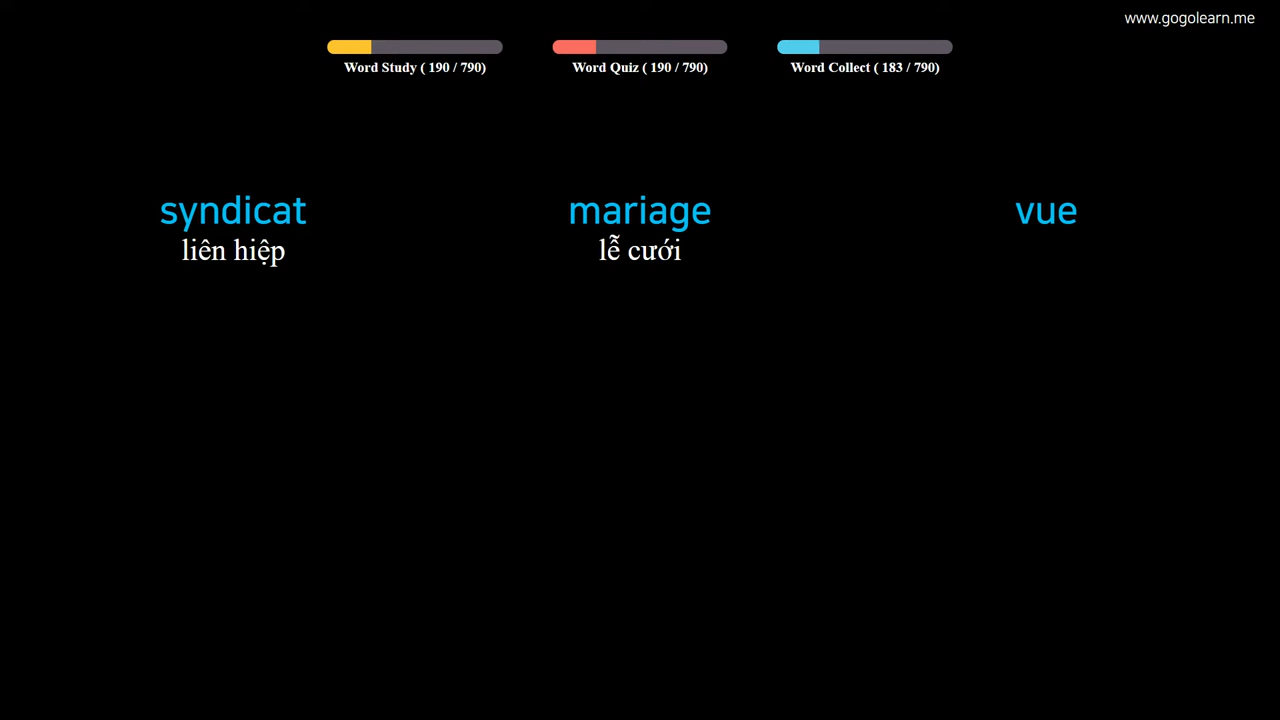 www.gogolearn.me
Word Study ( 190 / 790)
Word Quiz ( 190 / 790)
Word Collect ( 183 / 790)
syndicat
liên hiệp
mariage
lễ cưới
vue